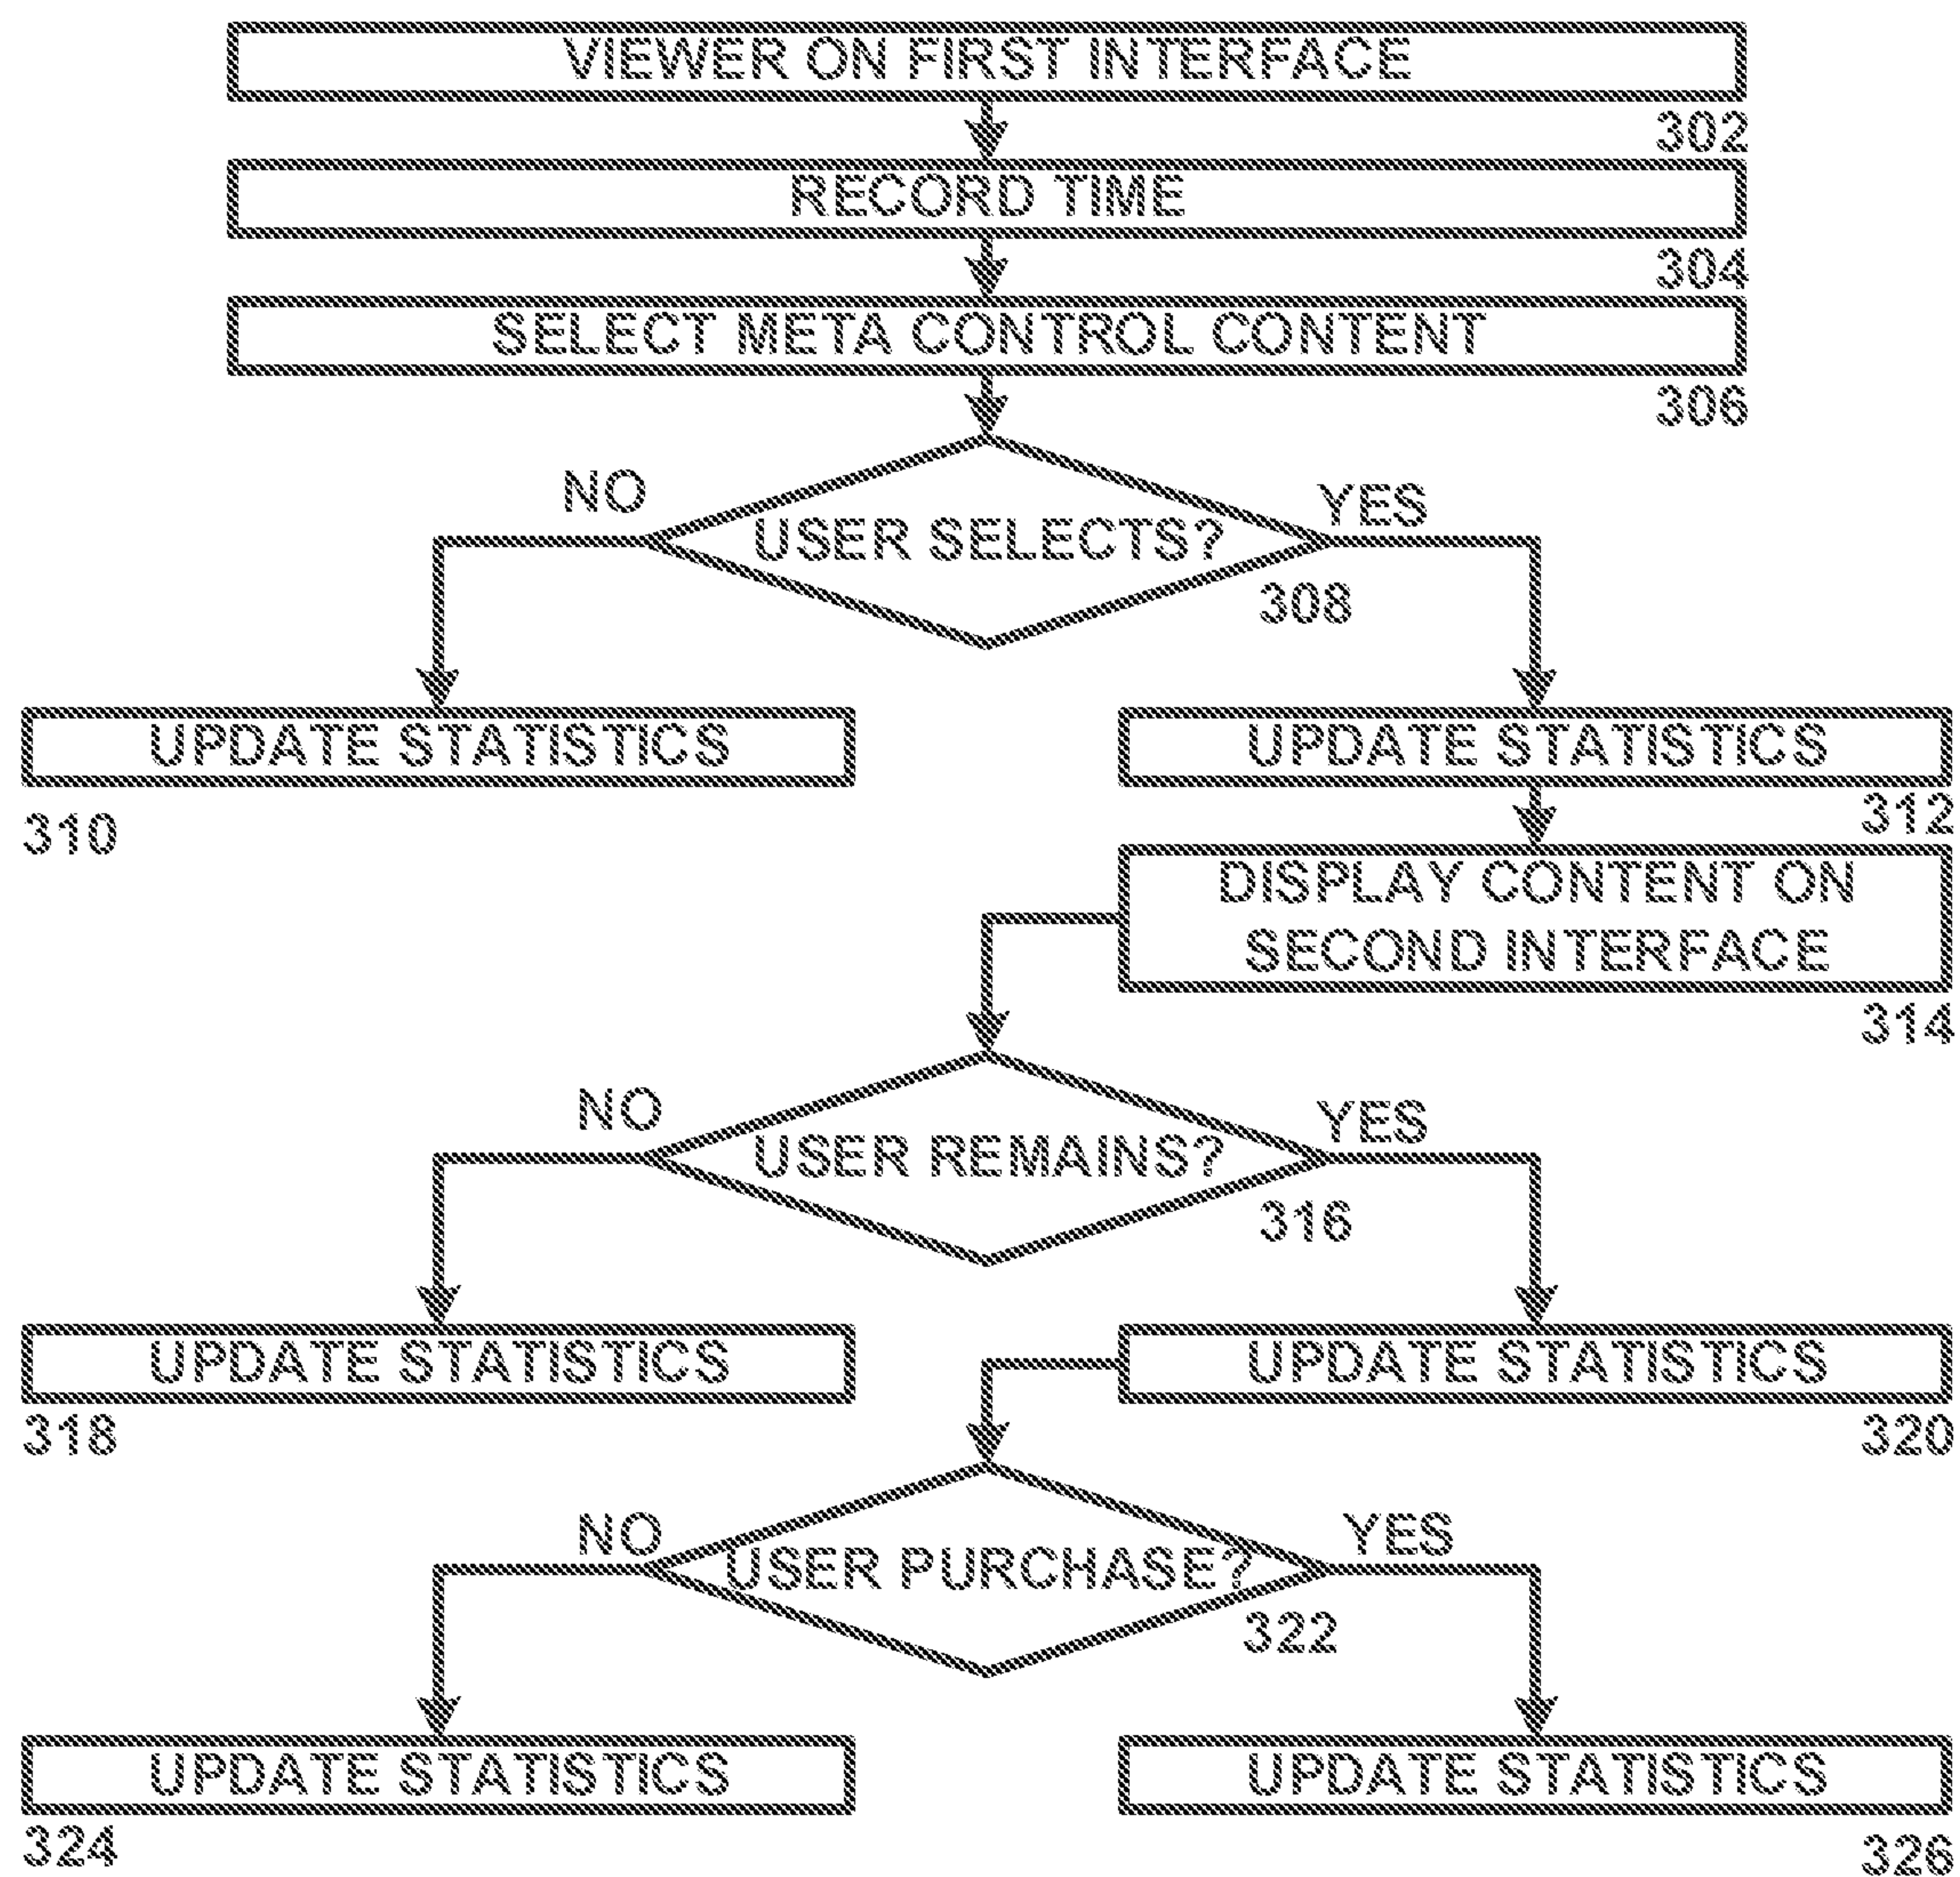 VIEWER ON FIRST INTERFACE
302
RECORD TIME
304
SELECT META CONTROL CONTENT
306
NO
YES
USER SELECTS?
308
UPDATE STATISTICS
310
UPDATE STATISTICS
312
DISPLAY CONTENT ON
SECOND INTERFACE
314
NO
YES
USER REMAINS?
316
UPDATE STATISTICS
318
UPDATE STATISTICS
320
NO
YES
USER PURCHASE?
322
UPDATE STATISTICS
324
UPDATE STATISTICS
326